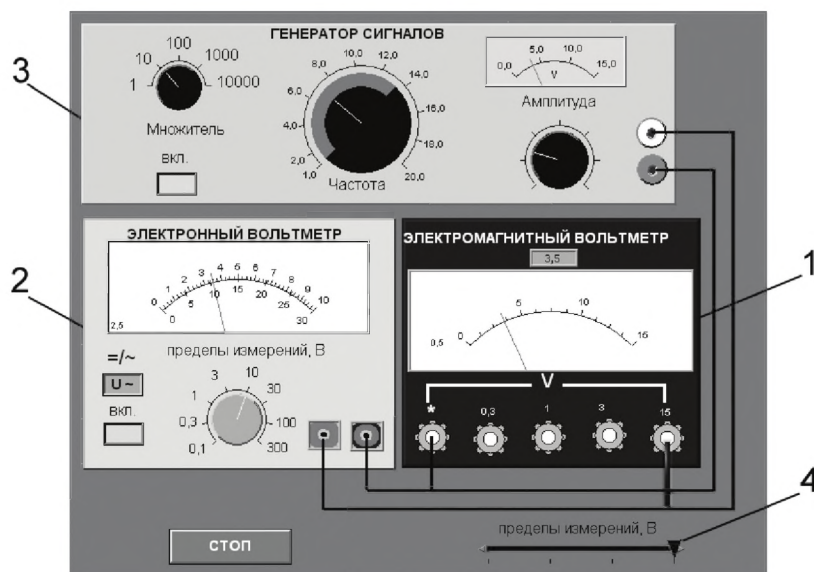 ГЕНЕРАТОР СИГНАЛОВ
1 10 100 1000 10000
Множитель
ВКЛ.
1,0 2,0 4,0 6,0 8,0 10,0 12,0 14,0 16,0 18,0 20,0
Частота
0,0 5,0 10,0 15,0
V
Амплитуда
3
ЭЛЕКТРОННЫЙ ВОЛЬТМЕТР
0 1 2 3 4 5 6 7 8 9 10
0 5 10 15 20 25 30
2,5
2
=/~
U ~
ВКЛ.
пределы измерений, В
0,1 0,3 1 3 10 30 100 300
ЭЛЕКТРОМАГНИТНЫЙ ВОЛЬТМЕТР
3,5
0 5 10 15
0,5
1
V
* 0,3 1 3 15
4
пределы измерений, В
СТОП